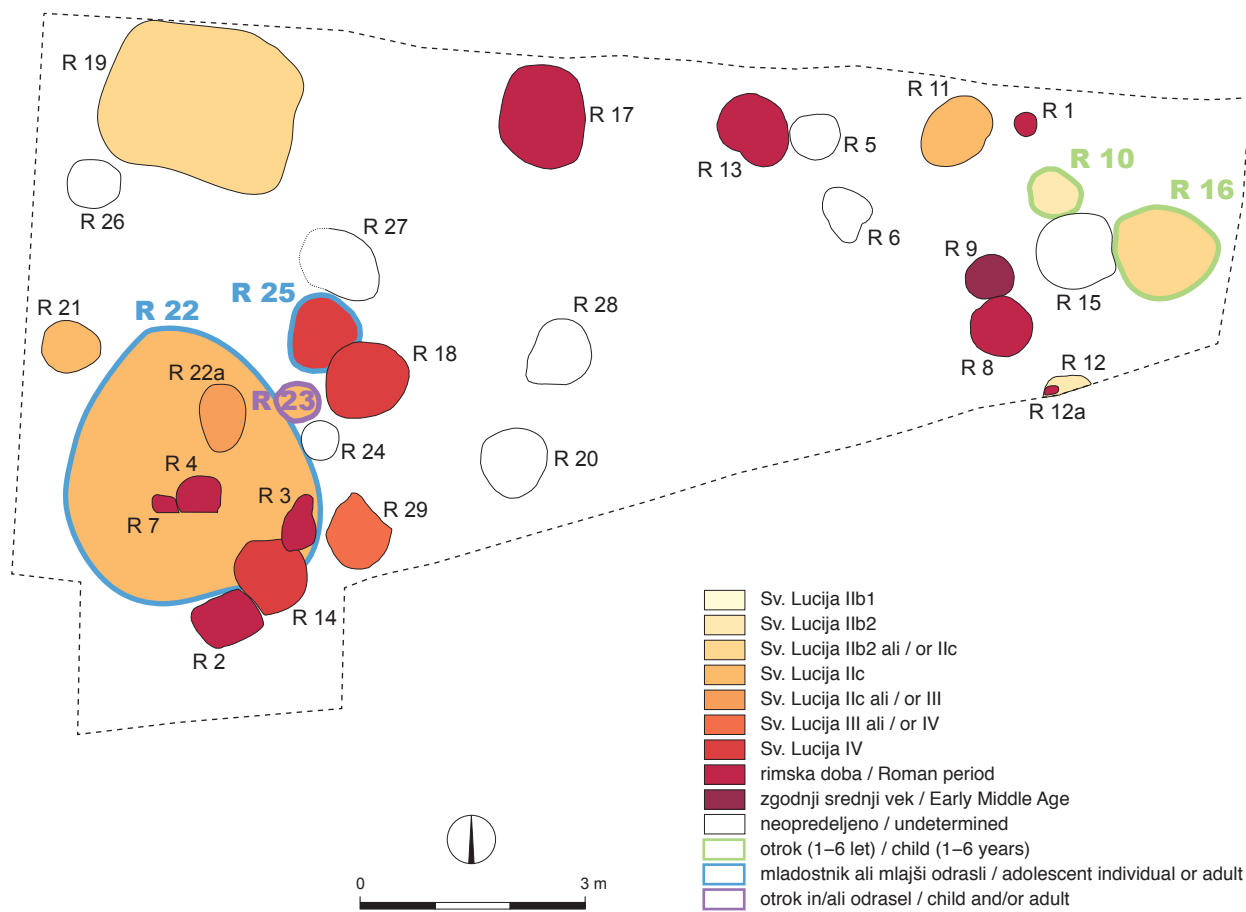 R 19
R 17
R 11
R 1
R 5
R 13
R 10
R 16
R 26
R 27
R 6
R 9
R 15
R 21
R 22
R 25
R 28
R 18
R 8
R 12
R 12a
R 22a
R 23
R 24
R 20
R 4
R 3
R 29
R 7
R 14
R 2
Sv. Lucija IIb1
Sv. Lucija IIb2
Sv. Lucija IIb2 ali / or IIc
Sv. Lucija IIc
Sv. Lucija IIc ali / or III
Sv. Lucija III ali / or IV
Sv. Lucija IV
rimska doba / Roman period
zgodnji srednji vek / Early Middle Age
neopredeljeno / undetermined
otrok (1–6 let) / child (1–6 years)
mladostnik ali mlajši odrasli / adolescent individual or adult
otrok in/ali odrasel / child and/or adult
0 3 m